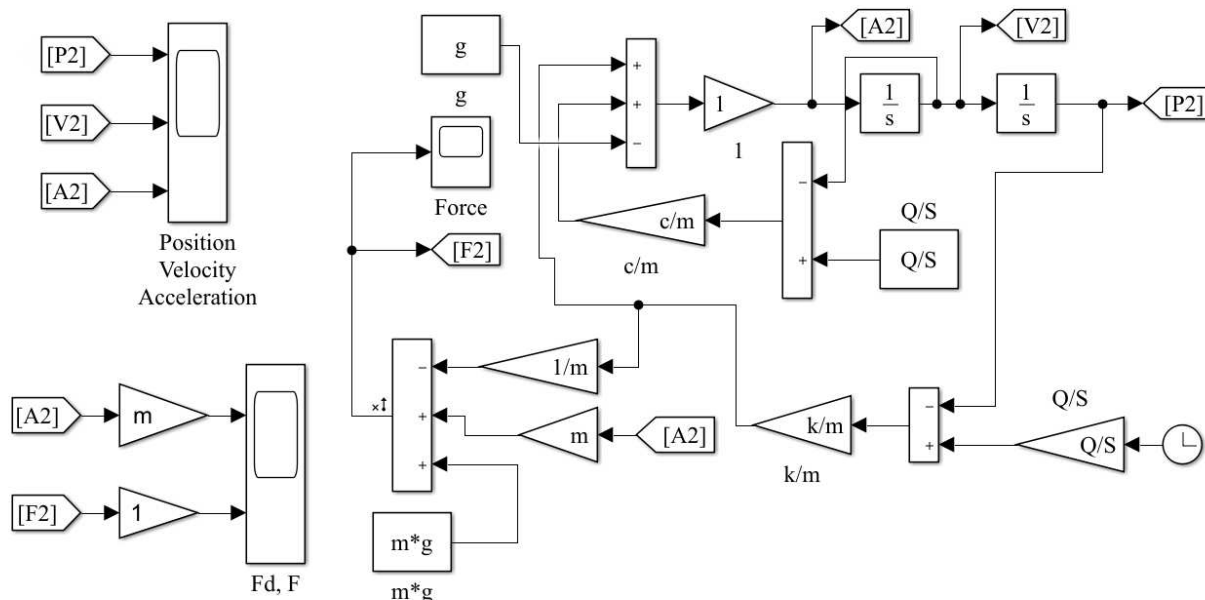 [P2]
[V2]
[A2]
Position
Velocity
Acceleration
[A2]
m
[F2]
1
Fd, F
g
g
Force
[F2]
+
+
−
1
1
[A2]
1
s
[V2]
1
s
[P2]
−
+
c/m
c/m
Q/S
Q/S
−
+
+
1/m
m
[A2]
m*g
m*g
k/m
k/m
−
+
Q/S
Q/S